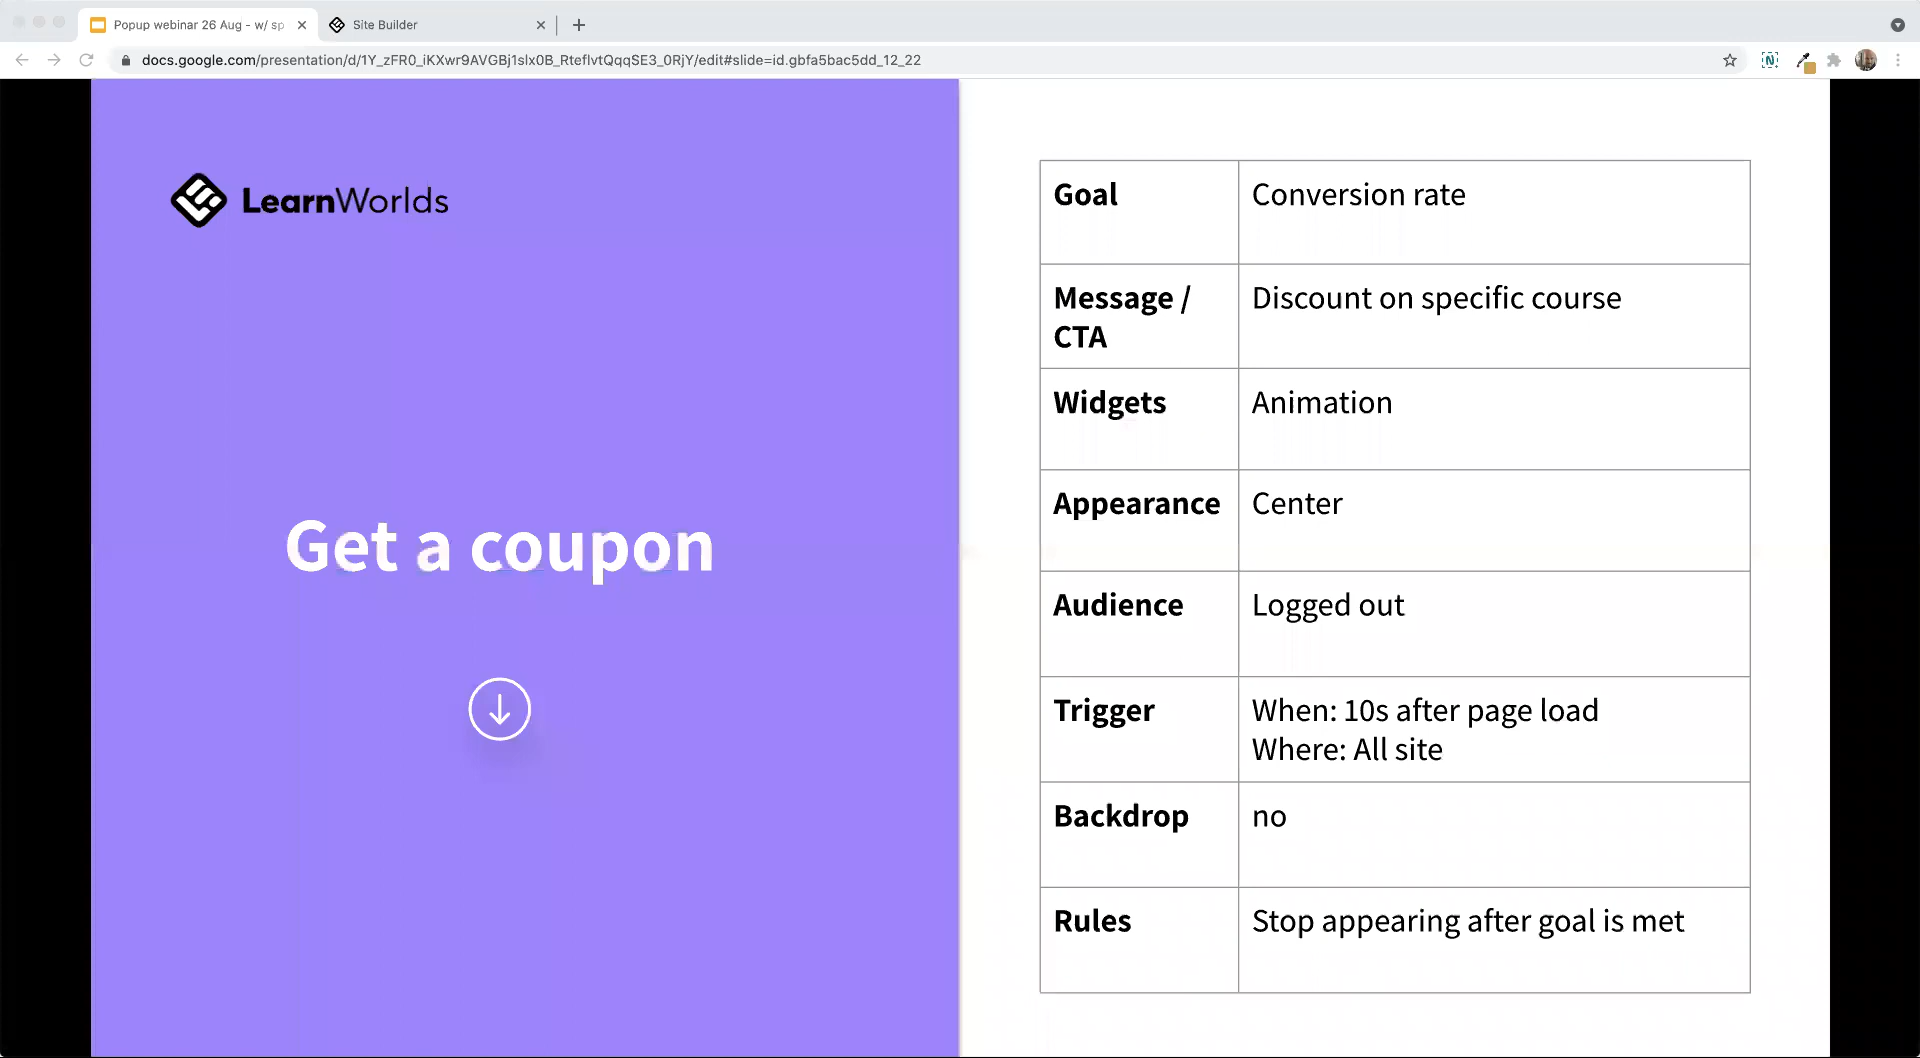 Popup webinar 26 Aug - w/ sp
Site Builder
docs.google.com/presentation/d/1Y_zFR0_iKXwr9AVGBj1slx0B_RteflvtQqqSE3_0RjY/edit#slide=id.gbfa5bac5dd_12_22
LearnWorlds
Get a coupon
Goal Conversion rate
Message / Discount on specific course
CTA
Widgets Animation
Appearance Center
Audience Logged out
Trigger When: 10s after page load
Where: All site
Backdrop no
Rules Stop appearing after goal is met